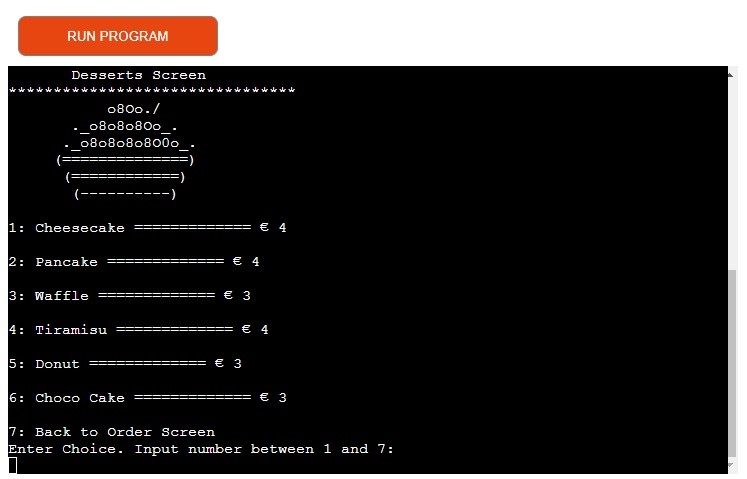 RUN PROGRAM
Desserts Screen
********************************
o8Oo./
._o8o8o8Oo_.
._o8o8o8o8O0o_.
(==============)
(============)
(----------)
1: Cheesecake ============= € 4
2: Pancake ============= € 4
3: Waffle ============= € 3
4: Tiramisu ============= € 4
5: Donut ============= € 3
6: Choco Cake ============= € 3
7: Back to Order Screen
Enter Choice. Input number between 1 and 7: